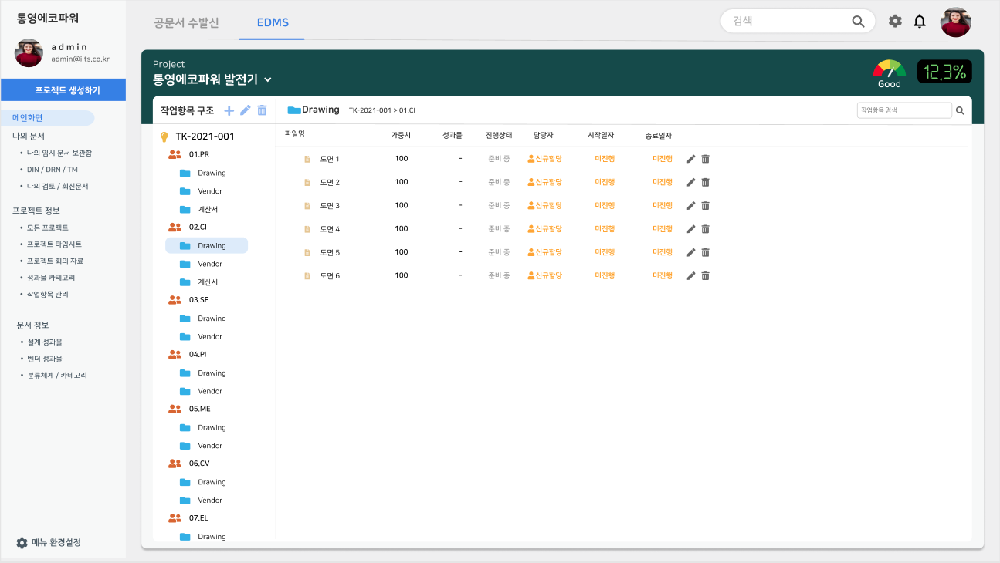 통영에코파워
admin
admin@ilts.co.kr
프로젝트 생성하기
메인화면
나의 문서
• 나의 임시 문서 보관함
• DIN / DRN / TM
• 나의 검토 / 회신문서
프로젝트 정보
• 모든 프로젝트
• 프로젝트 타임시트
• 프로젝트 회의 자료
• 성과물 카테고리
• 작업항목 관리
문서 정보
• 설계 성과물
• 벤더 성과물
• 분류체계 / 카테고리
메뉴 환경설정
공문서 수발신
EDMS
검색
Project
통영에코파워 발전기
Good
12.3%
작업항목 구조
TK-2021-001
01.PR
Drawing
Vendor
계산서
02.CI
Drawing
Vendor
계산서
03.SE
Drawing
Vendor
04.PI
Drawing
Vendor
05.ME
Drawing
Vendor
06.CV
Drawing
Vendor
07.EL
Drawing
Drawing TK-2021-001 > 01.CI
작업항목 검색
파일명 가중치 성과물 진행상태 담당자 시작일자 종료일자
도면 1 100 - 준비 중 신규할당 미진행 미진행
도면 2 100 - 준비 중 신규할당 미진행 미진행
도면 3 100 - 준비 중 신규할당 미진행 미진행
도면 4 100 - 준비 중 신규할당 미진행 미진행
도면 5 100 - 준비 중 신규할당 미진행 미진행
도면 6 100 - 준비 중 신규할당 미진행 미진행